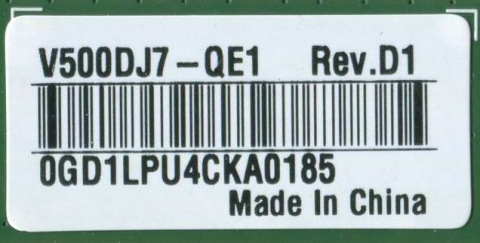 V500DJ7-QE1 Rev.D1
0GD1LPU4CKA0185
Made In China